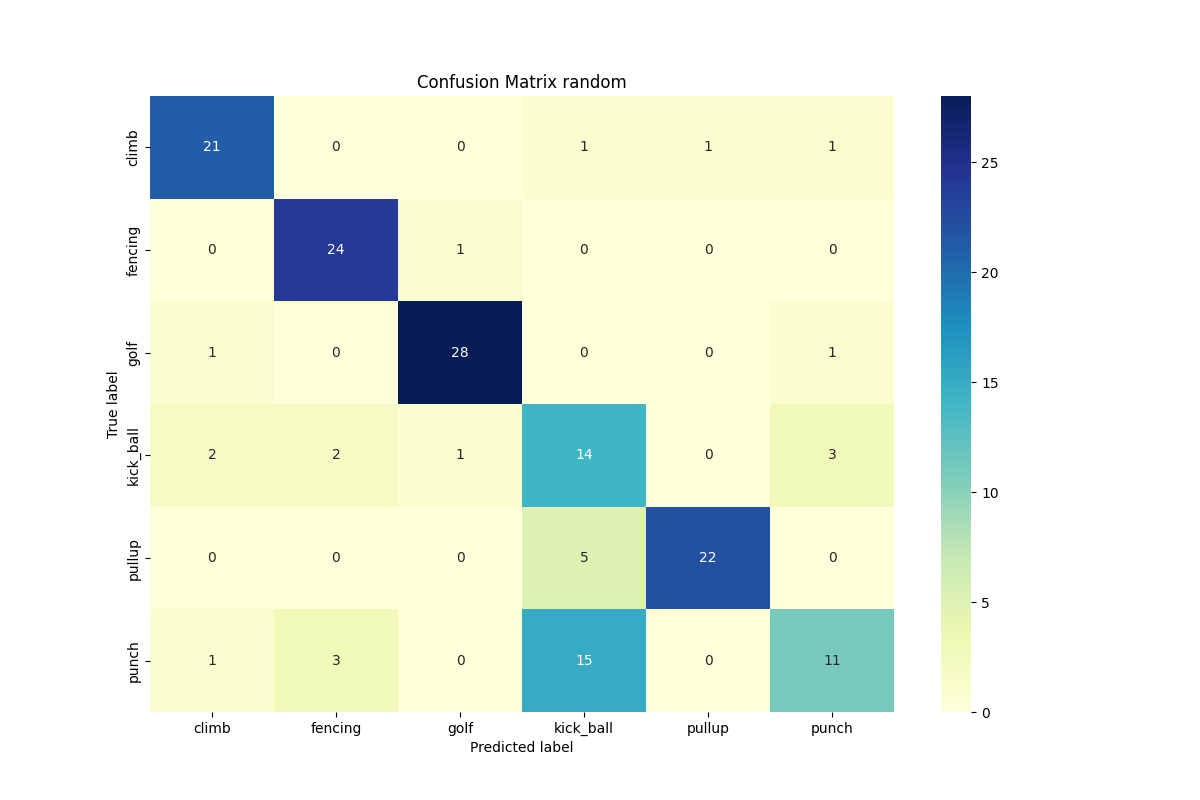 Confusion Matrix random
climb 21 0 0 1 1 1
fencing 0 24 1 0 0 0
golf 1 0 28 0 0 1
kick_ball 2 2 1 14 0 3
pullup 0 0 0 5 22 0
punch 1 3 0 15 0 11
climb fencing golf kick_ball pullup punch
Predicted label
True label
25
20
15
10
5
0